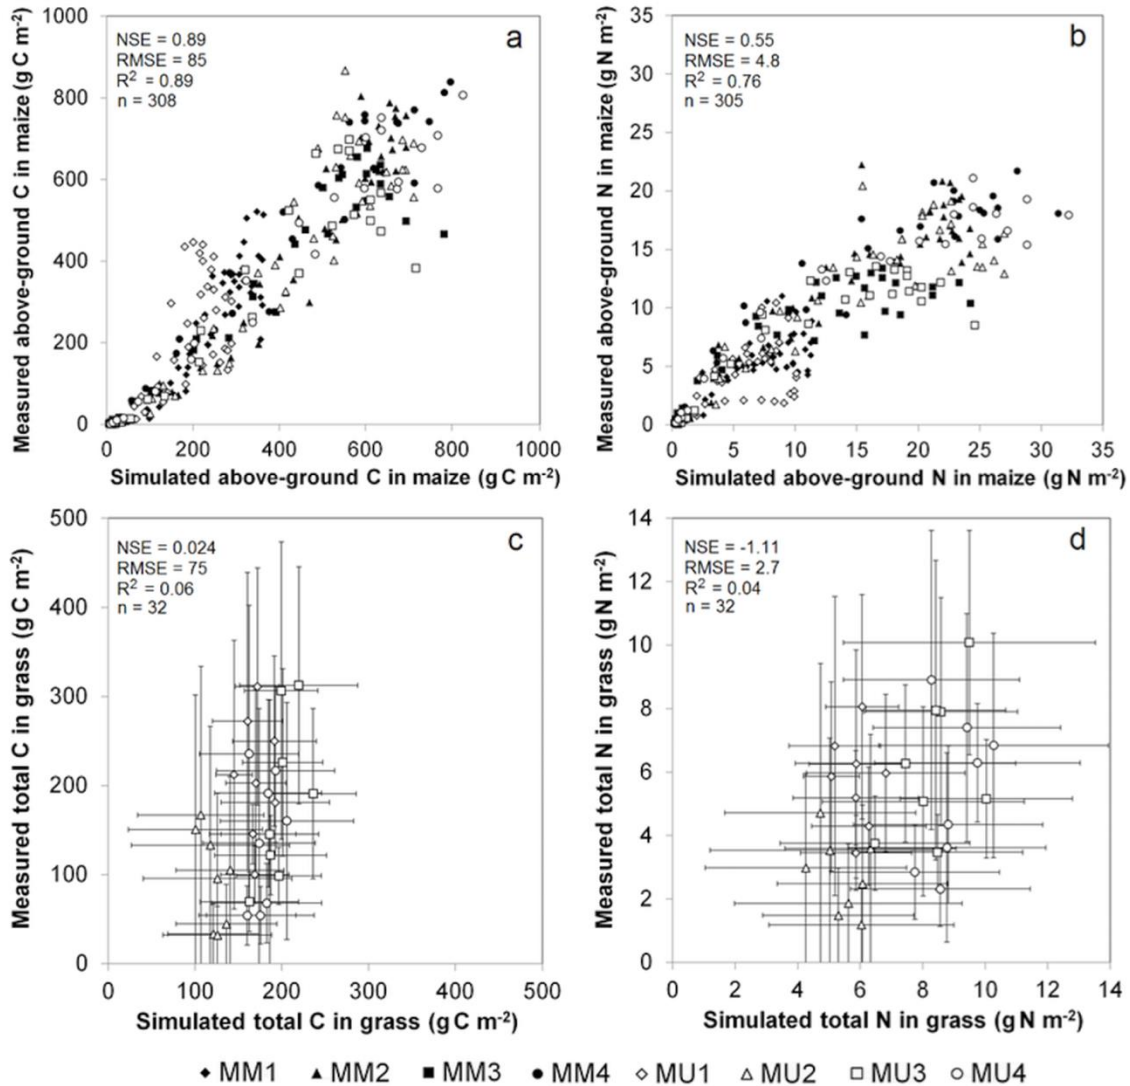 a
NSE = 0.89
RMSE = 85
R² = 0.89
n = 308
Measured above-ground C in maize (g C m⁻²)
1000
800
600
400
200
0
0 200 400 600 800 1000
Simulated above-ground C in maize (g C m⁻²)
b
NSE = 0.55
RMSE = 4.8
R² = 0.76
n = 305
Measured above-ground N in maize (g N m⁻²)
35
30
25
20
15
10
5
0
0 5 10 15 20 25 30 35
Simulated above-ground N in maize (g N m⁻²)
c
NSE = 0.024
RMSE = 75
R² = 0.06
n = 32
Measured total C in grass (g C m⁻²)
500
400
300
200
100
0
0 100 200 300 400 500
Simulated total C in grass (g C m⁻²)
d
NSE = -1.11
RMSE = 2.7
R² = 0.04
n = 32
Measured total N in grass (g N m⁻²)
14
12
10
8
6
4
2
0
0 2 4 6 8 10 12 14
Simulated total N in grass (g N m⁻²)
MM1 MM2 MM3 MM4 MU1 MU2 MU3 MU4